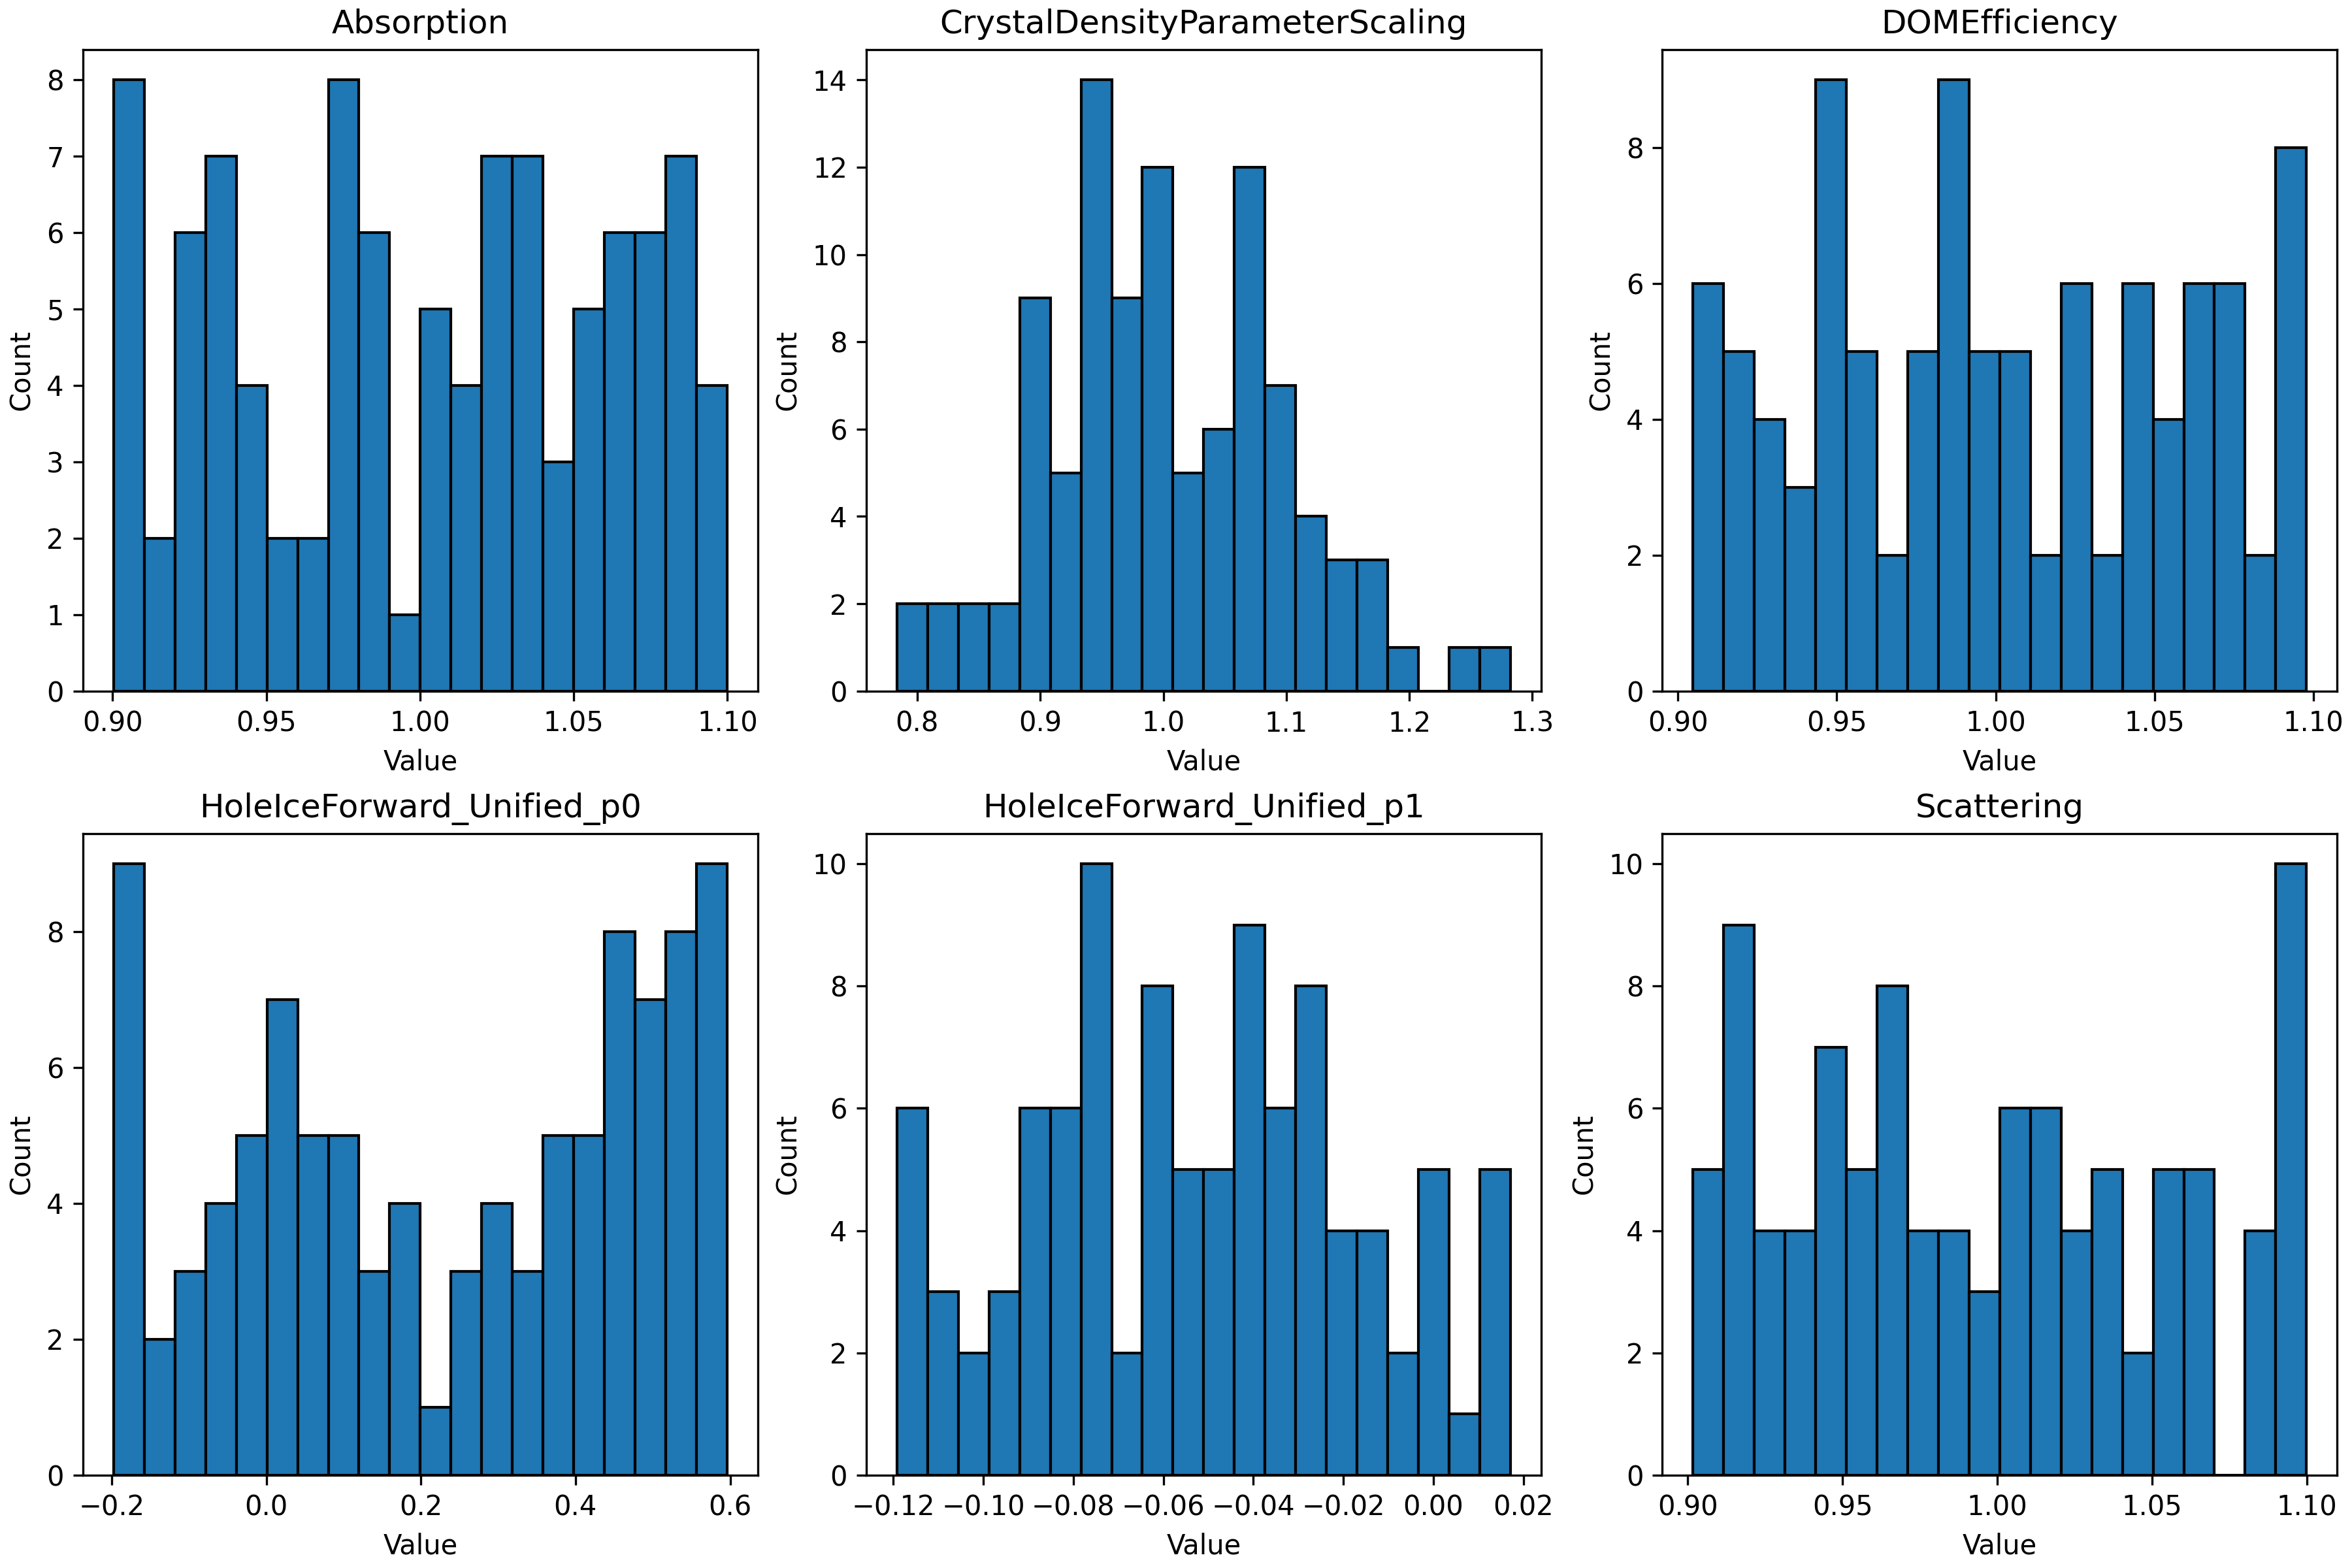 Absorption
8
7
6
5
4
3
2
1
0
Count
0.90 0.95 1.00 1.05 1.10
Value
CrystalDensityParameterScaling
14
12
10
8
6
4
2
0
Count
0.8 0.9 1.0 1.1 1.2 1.3
Value
DOMEfficiency
8
6
4
2
0
Count
0.90 0.95 1.00 1.05 1.10
Value
HoleIceForward_Unified_p0
8
6
4
2
0
Count
−0.2 0.0 0.2 0.4 0.6
Value
HoleIceForward_Unified_p1
10
8
6
4
2
0
Count
−0.12 −0.10 −0.08 −0.06 −0.04 −0.02 0.00 0.02
Value
Scattering
10
8
6
4
2
0
Count
0.90 0.95 1.00 1.05 1.10
Value